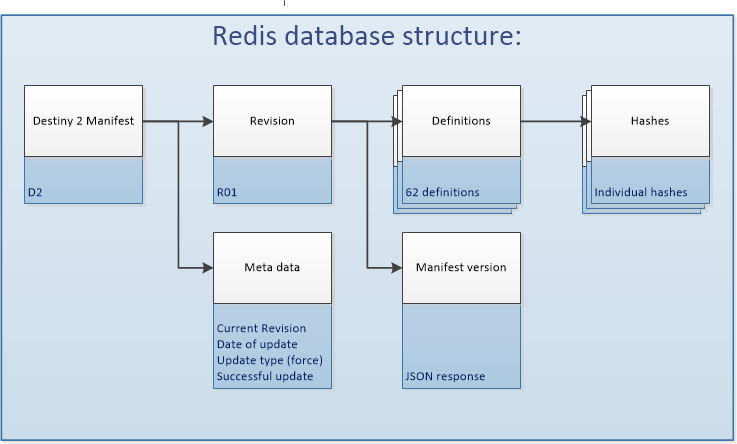 Redis database structure:
Destiny 2 Manifest
D2
Revision
R01
Definitions
62 definitions
Hashes
Individual hashes
Meta data
Current Revision
Date of update
Update type (force)
Successful update
Manifest version
JSON response